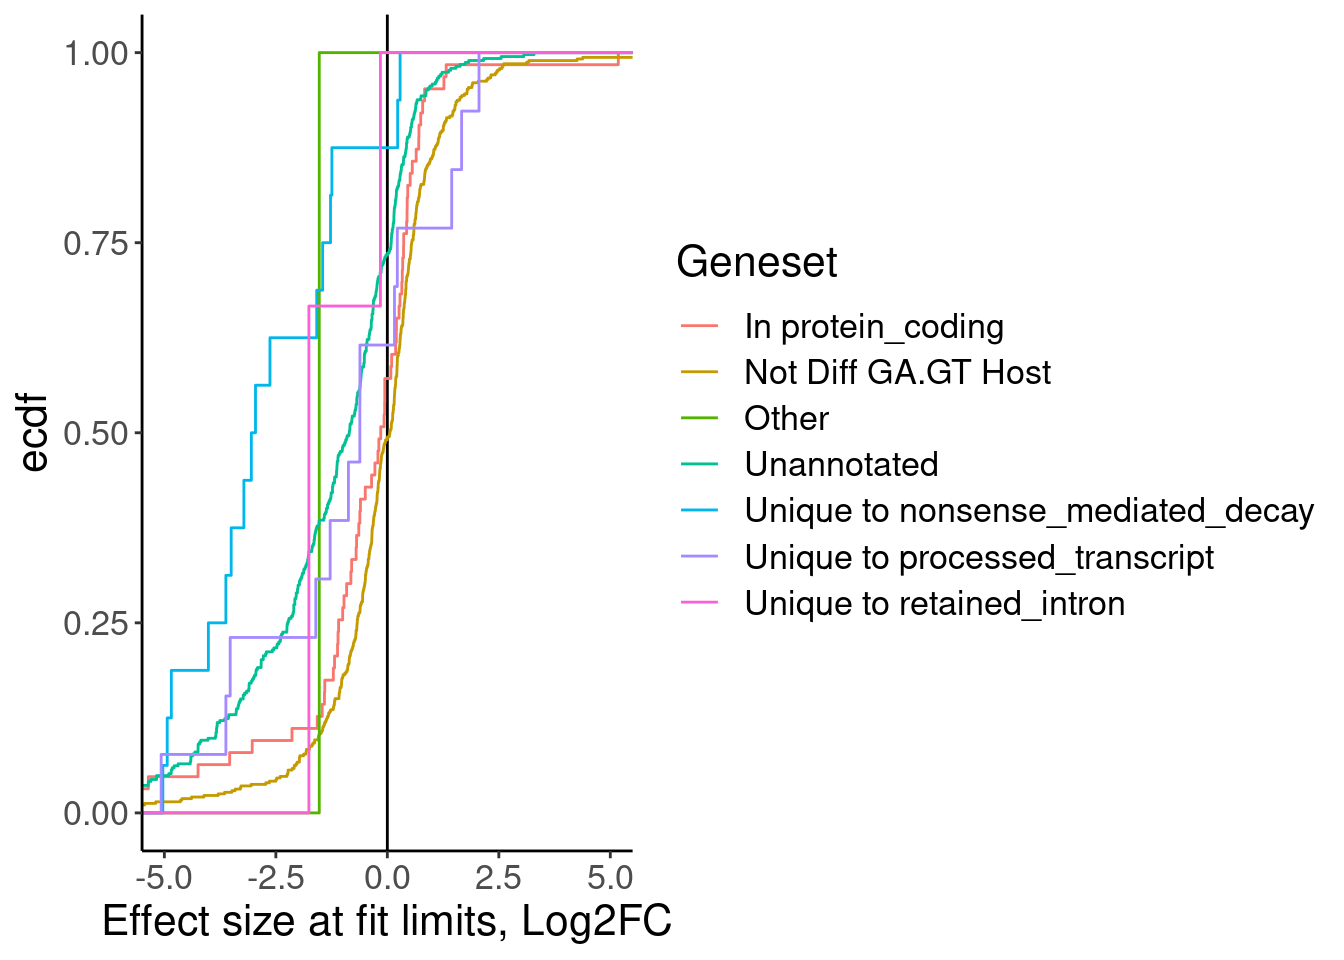 1.00
0.75
0.50
0.25
0.00
ecdf
-5.0 -2.5 0.0 2.5 5.0
Effect size at fit limits, Log2FC
Geneset
In protein_coding
Not Diff GA.GT Host
Other
Unannotated
Unique to nonsense_mediated_decay
Unique to processed_transcript
Unique to retained_intron